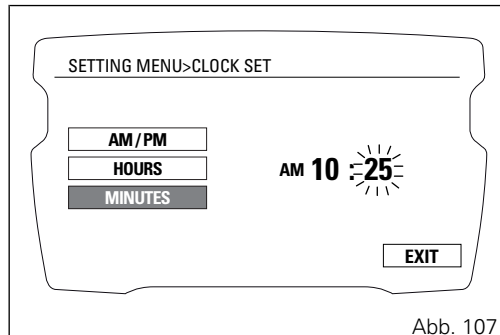 SETTING MENU>CLOCK SET
AM/PM
HOURS
MINUTES
AM 10 : 25
EXIT
Abb. 107